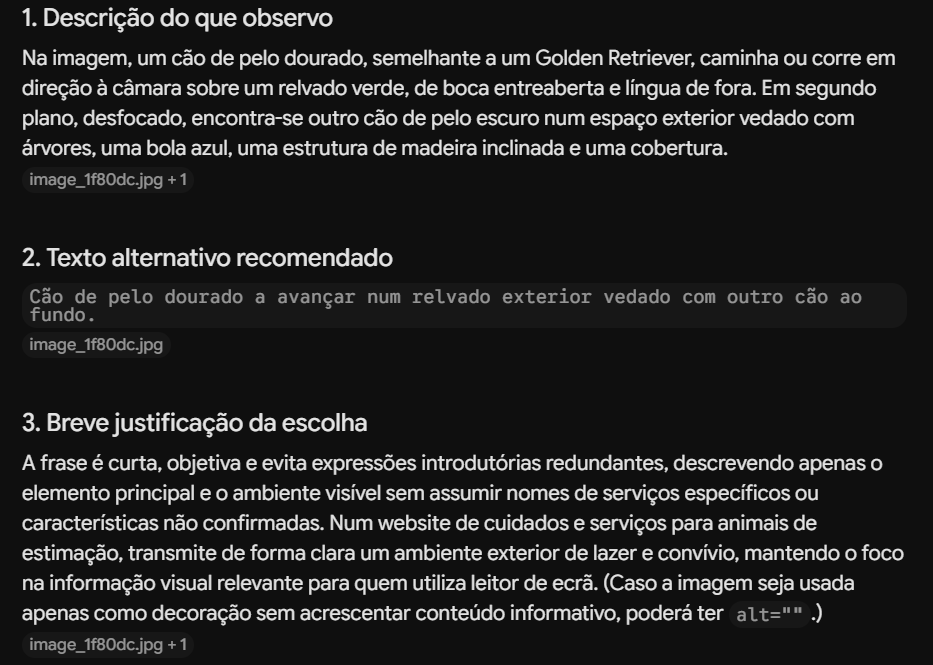 1. Descrição do que observo
Na imagem, um cão de pelo dourado, semelhante a um Golden Retriever, caminha ou corre em
direção à câmara sobre um relvado verde, de boca entreaberta e língua de fora. Em segundo
plano, desfocado, encontra-se outro cão de pelo escuro num espaço exterior vedado com
árvores, uma bola azul, uma estrutura de madeira inclinada e uma cobertura.
image_1f80dc.jpg + 1
2. Texto alternativo recomendado
Cão de pelo dourado a avançar num relvado exterior vedado com outro cão ao
fundo.
image_1f80dc.jpg
3. Breve justificação da escolha
A frase é curta, objetiva e evita expressões introdutórias redundantes, descrevendo apenas o
elemento principal e o ambiente visível sem assumir nomes de serviços específicos ou
características não confirmadas. Num website de cuidados e serviços para animais de
estimação, transmite de forma clara um ambiente exterior de lazer e convívio, mantendo o foco
na informação visual relevante para quem utiliza leitor de ecrã. (Caso a imagem seja usada
apenas como decoração sem acrescentar conteúdo informativo, poderá ter alt="" .)
image_1f80dc.jpg + 1